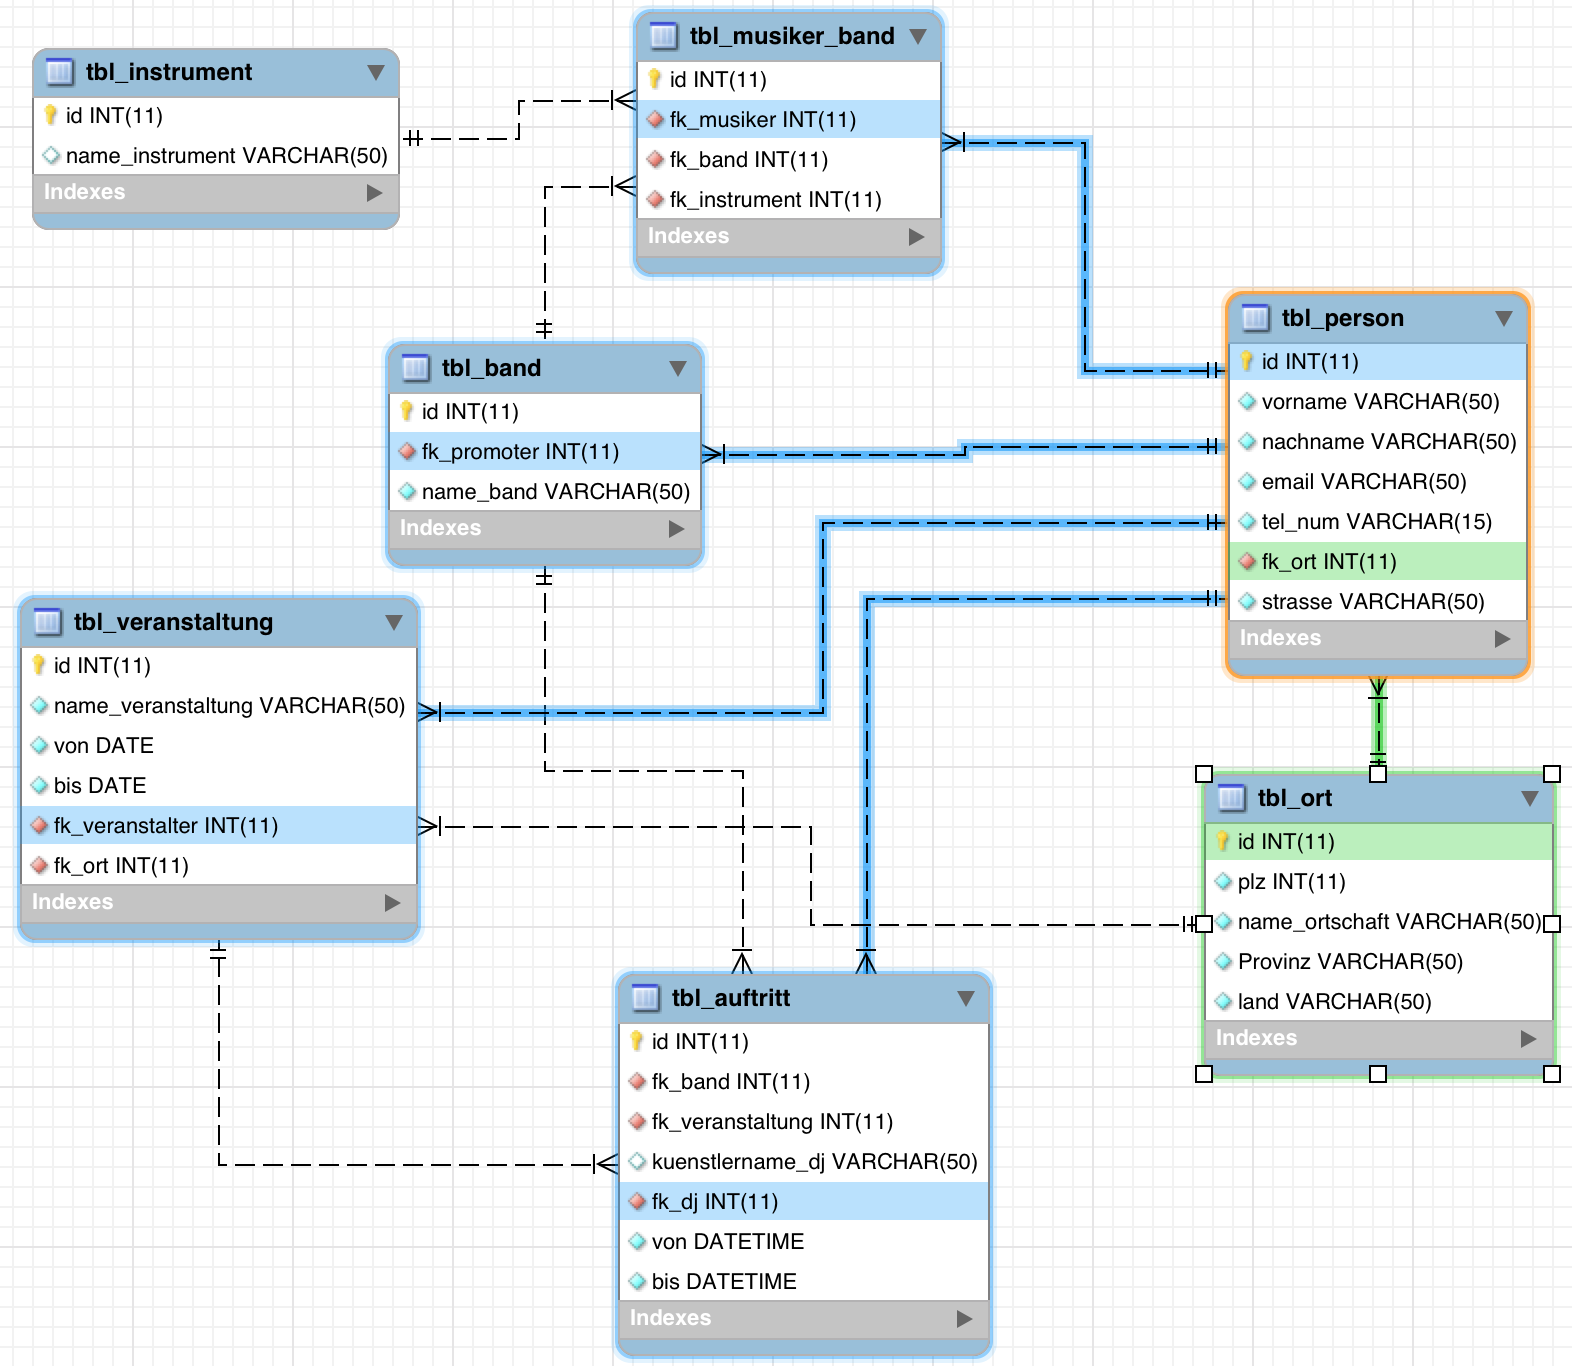 tbl_instrument
id INT(11)
name_instrument VARCHAR(50)
Indexes
tbl_musiker_band
id INT(11)
fk_musiker INT(11)
fk_band INT(11)
fk_instrument INT(11)
Indexes
tbl_band
id INT(11)
fk_promoter INT(11)
name_band VARCHAR(50)
Indexes
tbl_person
id INT(11)
vorname VARCHAR(50)
nachname VARCHAR(50)
email VARCHAR(50)
tel_num VARCHAR(15)
fk_ort INT(11)
strasse VARCHAR(50)
Indexes
tbl_veranstaltung
id INT(11)
name_veranstaltung VARCHAR(50)
von DATE
bis DATE
fk_veranstalter INT(11)
fk_ort INT(11)
Indexes
tbl_ort
id INT(11)
plz INT(11)
name_ortschaft VARCHAR(50)
Provinz VARCHAR(50)
land VARCHAR(50)
Indexes
tbl_auftritt
id INT(11)
fk_band INT(11)
fk_veranstaltung INT(11)
kuenstlername_dj VARCHAR(50)
fk_dj INT(11)
von DATETIME
bis DATETIME
Indexes